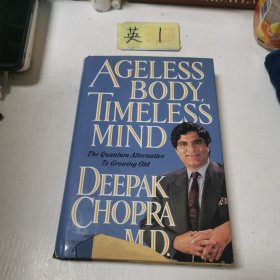 英 1
AGELESS
BODY,
TIMELESS
MIND
The Quantum Alternative
To Growing Old
DEEPAK
CHOPRA
M.D.